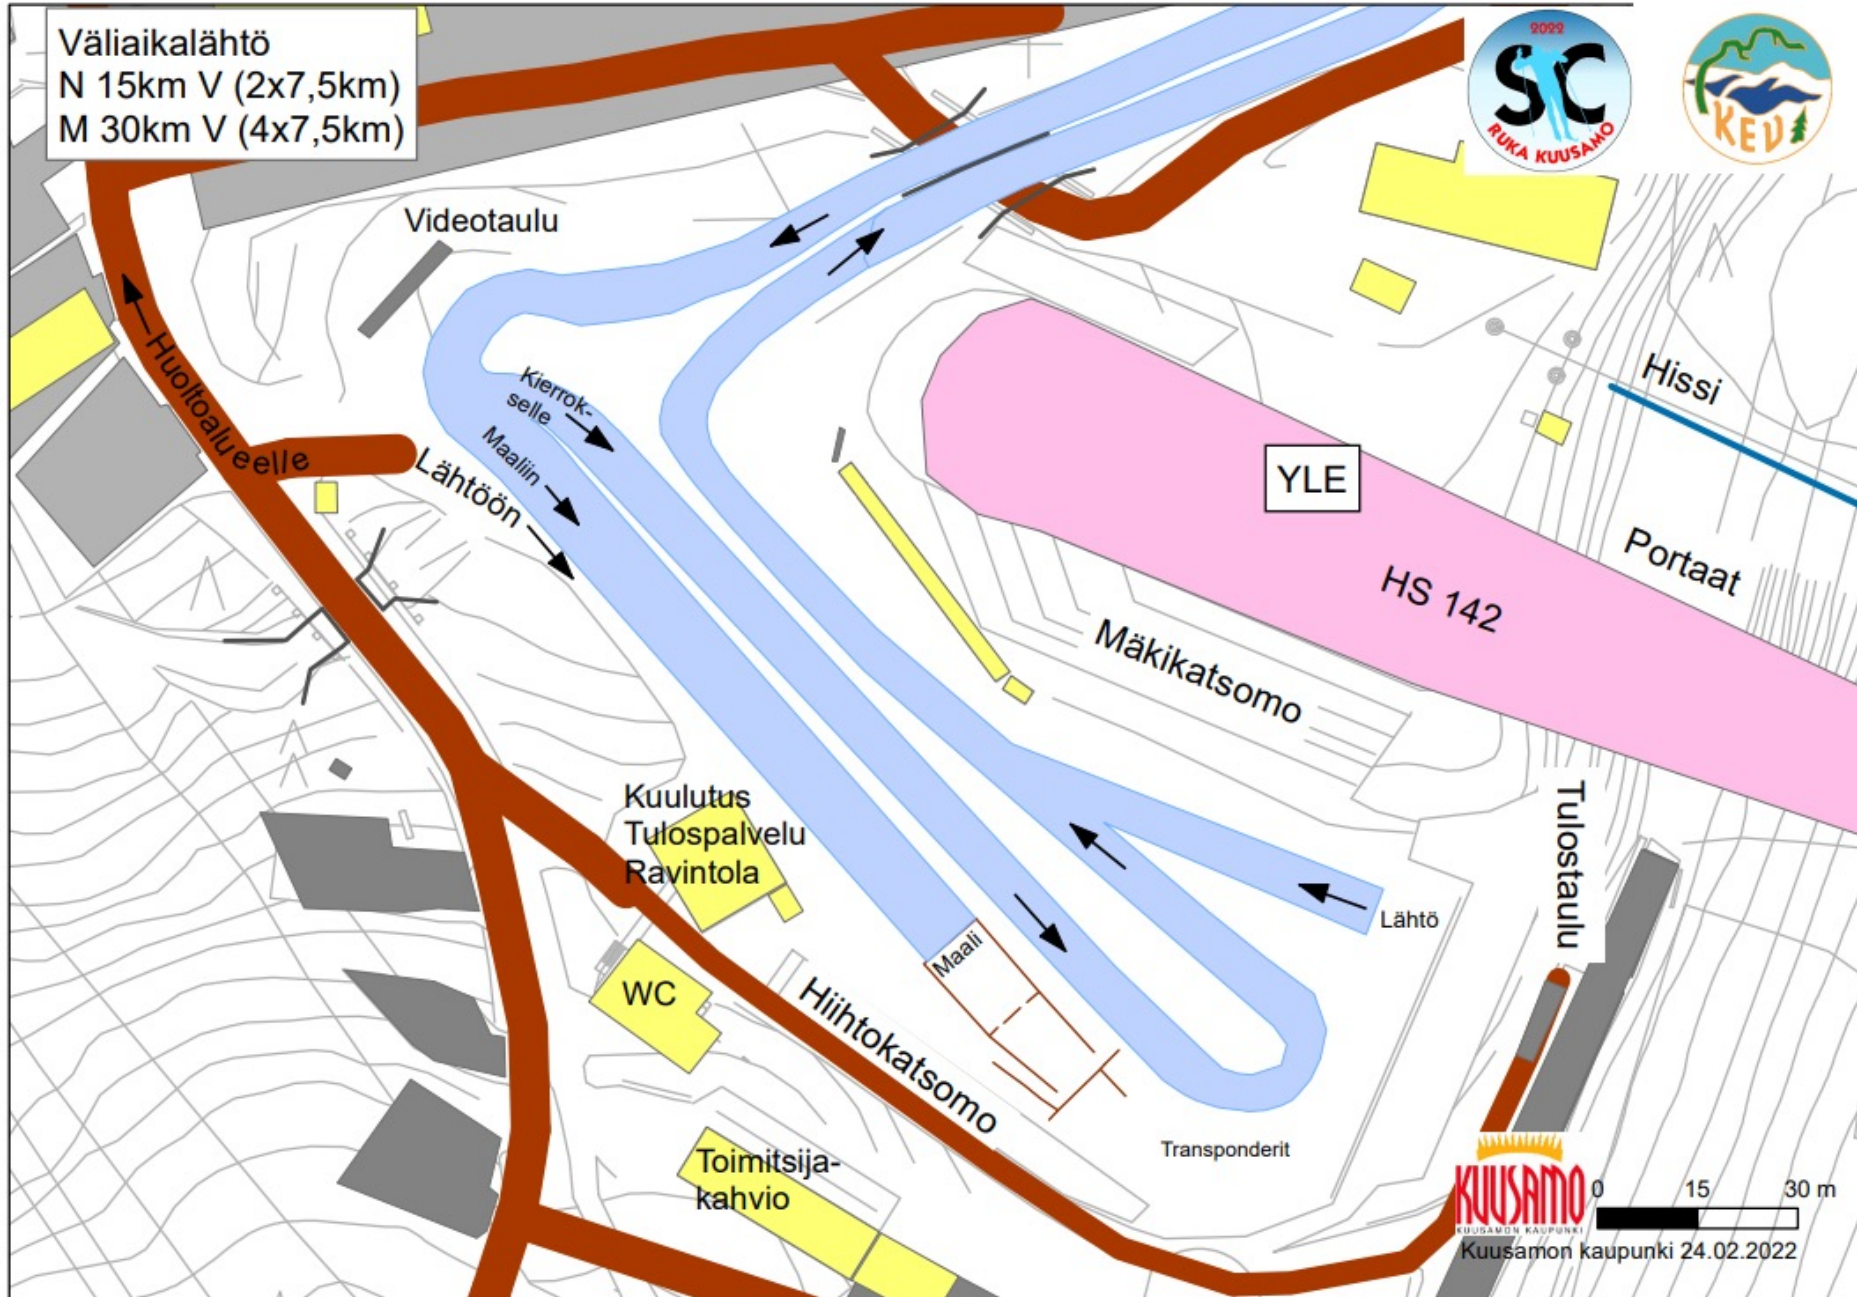 Väliaikalähtö
N 15km V (2x7,5km)
M 30km V (4x7,5km)
2022
SC
RUKA KUUSAMO
KEV
Videotaulu
Huoltoalueelle
Kierrok-
selle
Maaliin
Lähtöön
Hissi
YLE
Portaat
HS 142
Mäkikatsomo
Kuulutus
Tulospalvelu
Ravintola
Tulostaulu
Lähtö
Maali
WC
Hiihtokatsomo
Transponderit
Toimitsija-
kahvio
KUUSAMO
KUUSAMON KAUPUNKI
0 15 30 m
Kuusamon kaupunki 24.02.2022